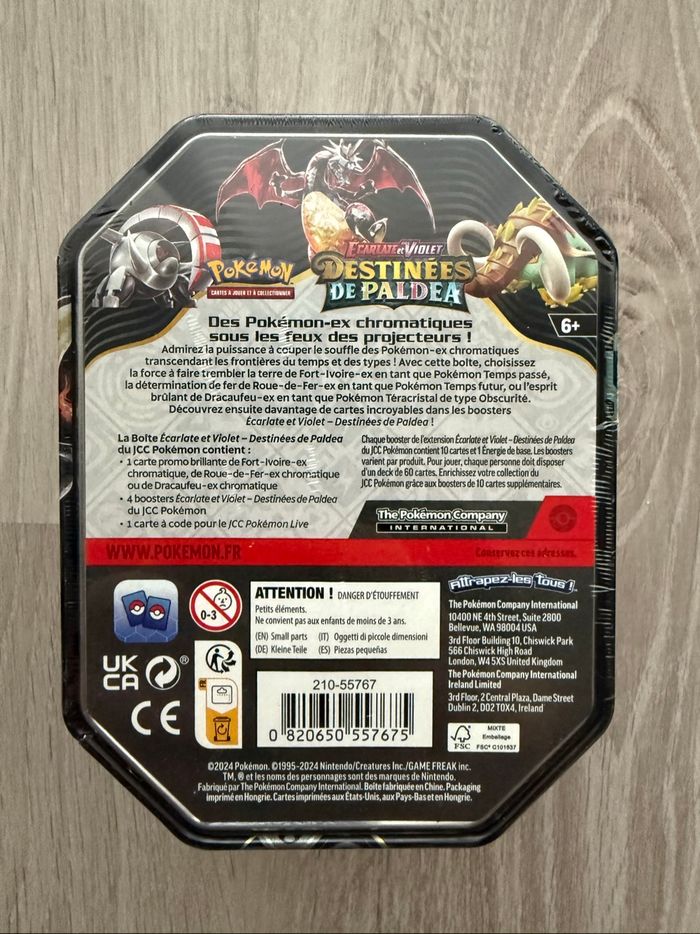 POKÉMON
CARTES À JOUER ET À COLLECTIONNER
ÉCARLATE ET VIOLET
DESTINÉES
DE PALDEA
6+
Des Pokémon-ex chromatiques
sous les feux des projecteurs !
Admirez la puissance à couper le souffle des Pokémon-ex chromatiques
transcendant les frontières du temps et des types ! Avec cette boîte, choisissez
la force à faire trembler la terre de Fort-Ivoire-ex en tant que Pokémon Temps passé,
la détermination de fer de Roue-de-Fer-ex en tant que Pokémon Temps futur, ou l'esprit
brûlant de Dracaufeu-ex en tant que Pokémon Téracristal de type Obscurité.
Découvrez ensuite davantage de cartes incroyables dans les boosters
Écarlate et Violet – Destinées de Paldea !
La Boîte Écarlate et Violet – Destinées de Paldea
du JCC Pokémon contient :
• 1 carte promo brillante de Fort-Ivoire-ex
chromatique, de Roue-de-Fer-ex chromatique
ou de Dracaufeu-ex chromatique
• 4 boosters Écarlate et Violet – Destinées de Paldea
du JCC Pokémon
• 1 carte à code pour le JCC Pokémon Live
Chaque booster de l'extension Écarlate et Violet – Destinées de Paldea
du JCC Pokémon contient 10 cartes et 1 Énergie de base. Les boosters
varient par produit. Pour jouer, chaque personne doit disposer
d'un deck de 60 cartes. Enrichissez votre collection du
JCC Pokémon grâce aux boosters de 10 cartes supplémentaires.
The Pokémon Company
INTERNATIONAL
WWW.POKEMON.FR
Conservez ces adresses.
0-3
ATTENTION ! DANGER D'ÉTOUFFEMENT
Petits éléments.
Ne convient pas aux enfants de moins de 3 ans.
(EN) Small parts (IT) Oggetti di piccole dimensioni
(DE) Kleine Teile (ES) Piezas pequeñas
Attrapez-les tous !
The Pokémon Company International
10400 NE 4th Street, Suite 2800
Bellevue, WA 98004 USA
3rd Floor Building 10, Chiswick Park
566 Chiswick High Road
London, W4 5XS United Kingdom
The Pokémon Company International
Ireland Limited
3rd Floor, 2 Central Plaza, Dame Street
Dublin 2, D02 T0X4, Ireland
UK
CA
®
CE
FR
210-55767
0 820650 557675
FSC
MIXTE
Emballage
FSC® C101537
©2024 Pokémon. ©1995-2024 Nintendo/Creatures Inc./GAME FREAK inc.
TM, ® et les noms des personnages sont des marques de Nintendo.
Fabriqué par The Pokémon Company International. Boîte fabriquée en Chine. Packaging
imprimé en Hongrie. Cartes imprimées aux États-Unis, aux Pays-Bas et en Hongrie.